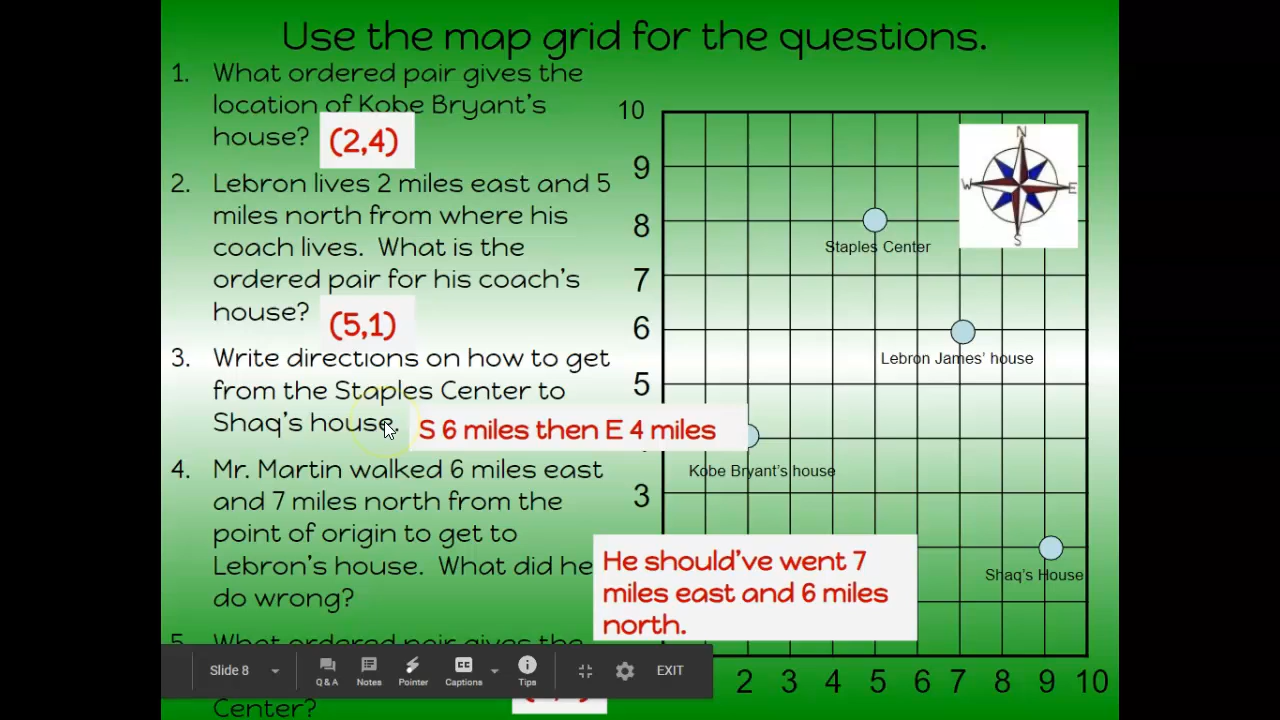 Use the map grid for the questions.
1. What ordered pair gives the
location of Kobe Bryant's
house? (2,4)
2. Lebron lives 2 miles east and 5
miles north from where his
coach lives. What is the
ordered pair for his coach's
house? (5,1)
3. Write directions on how to get
from the Staples Center to
Shaq's house. S 6 miles then E 4 miles
4. Mr. Martin walked 6 miles east
and 7 miles north from the
point of origin to get to
Lebron's house. What did he
do wrong?
He should've went 7
miles east and 6 miles
north.
5. What ordered pair gives the
Center?
10
9
8
7
6
5
3
2 3 4 5 6 7 8 9 10
N
W E
S
Staples Center
Lebron James' house
Kobe Bryant's house
Shaq's House
Slide 8
Q & A
Notes
Pointer
CC
Captions
Tips
EXIT